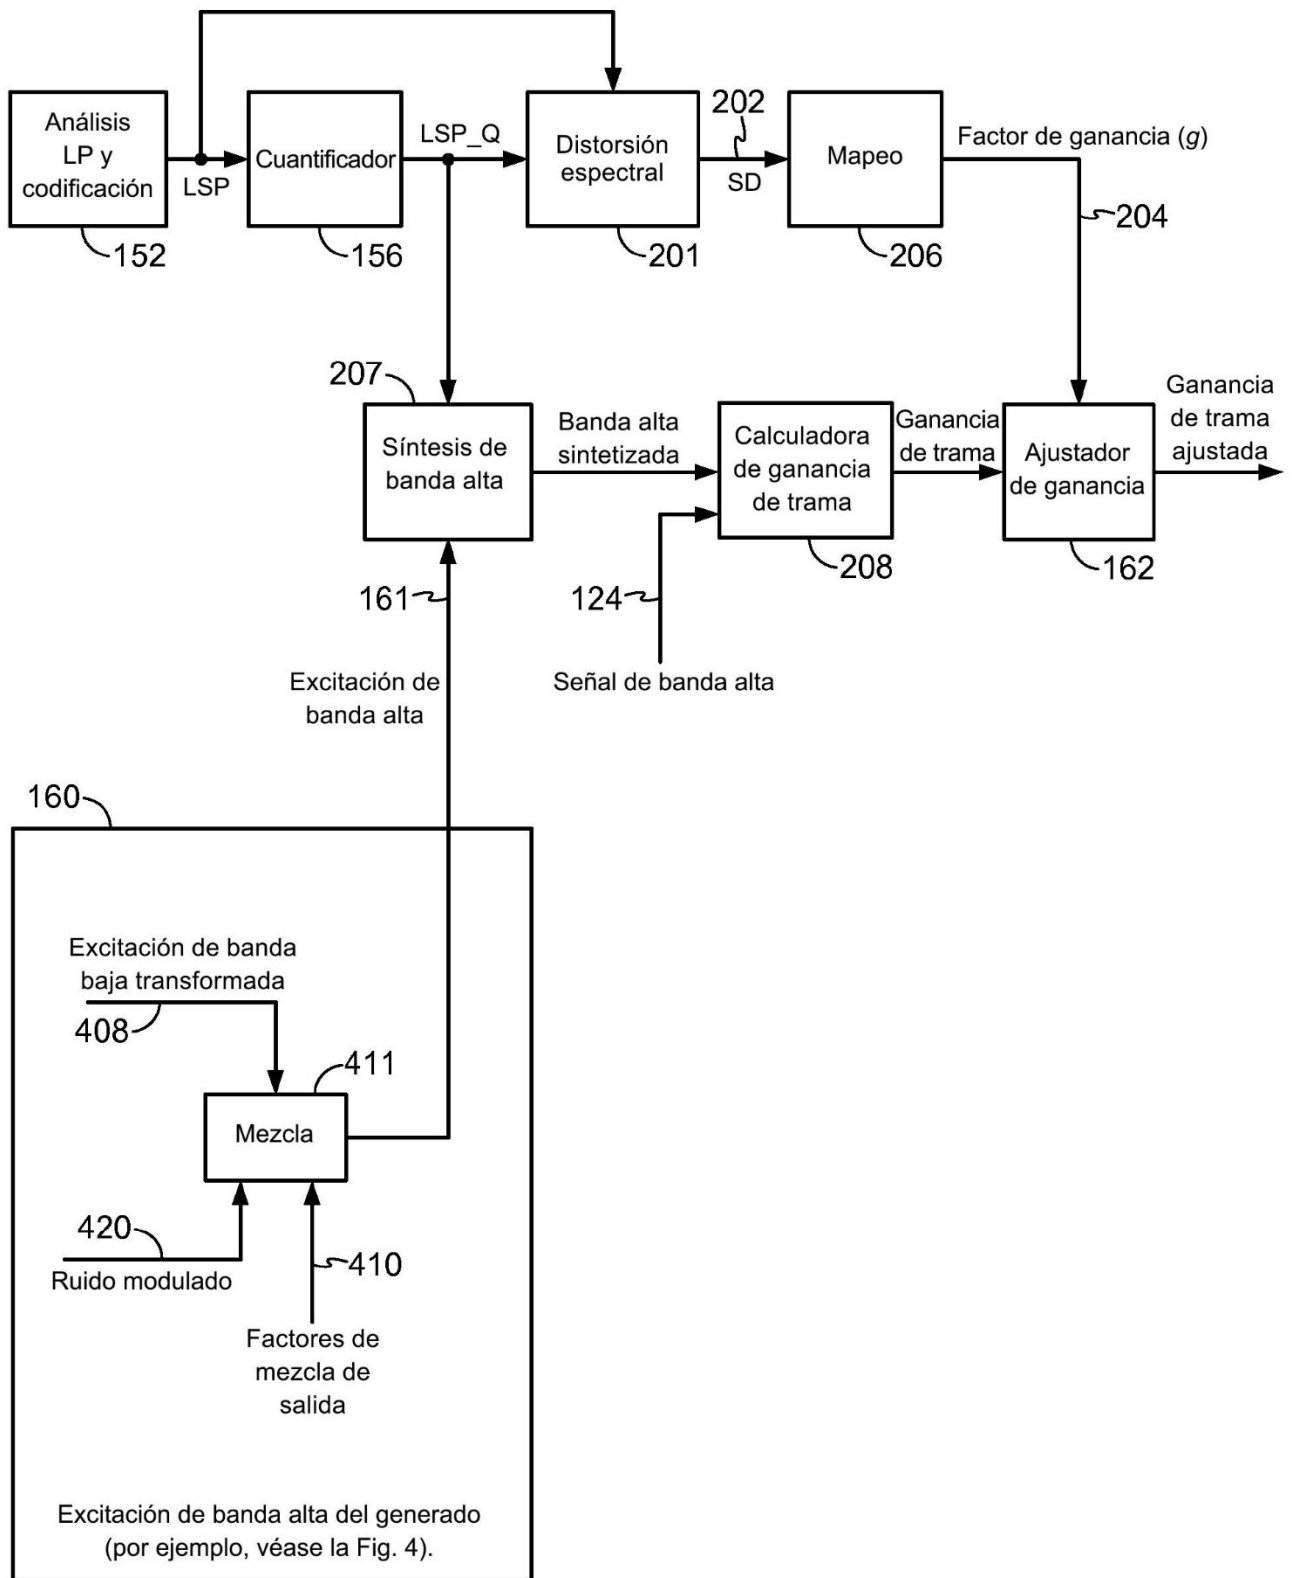 Análisis
LP y
codificación
152
LSP
Cuantificador
156
LSP_Q
Distorsión
espectral
201
202
SD
Mapeo
206
Factor de ganancia (g)
204
207
Síntesis de
banda alta
Banda alta
sintetizada
Calculadora
de ganancia
de trama
208
Ganancia
de trama
Ajustador
de ganancia
162
Ganancia
de trama
ajustada
161
124
Excitación de
banda alta
Señal de banda alta
160
Excitación de banda
baja transformada
408
411
Mezcla
420
Ruido modulado
410
Factores de
mezcla de
salida
Excitación de banda alta del generado
(por ejemplo, véase la Fig. 4).